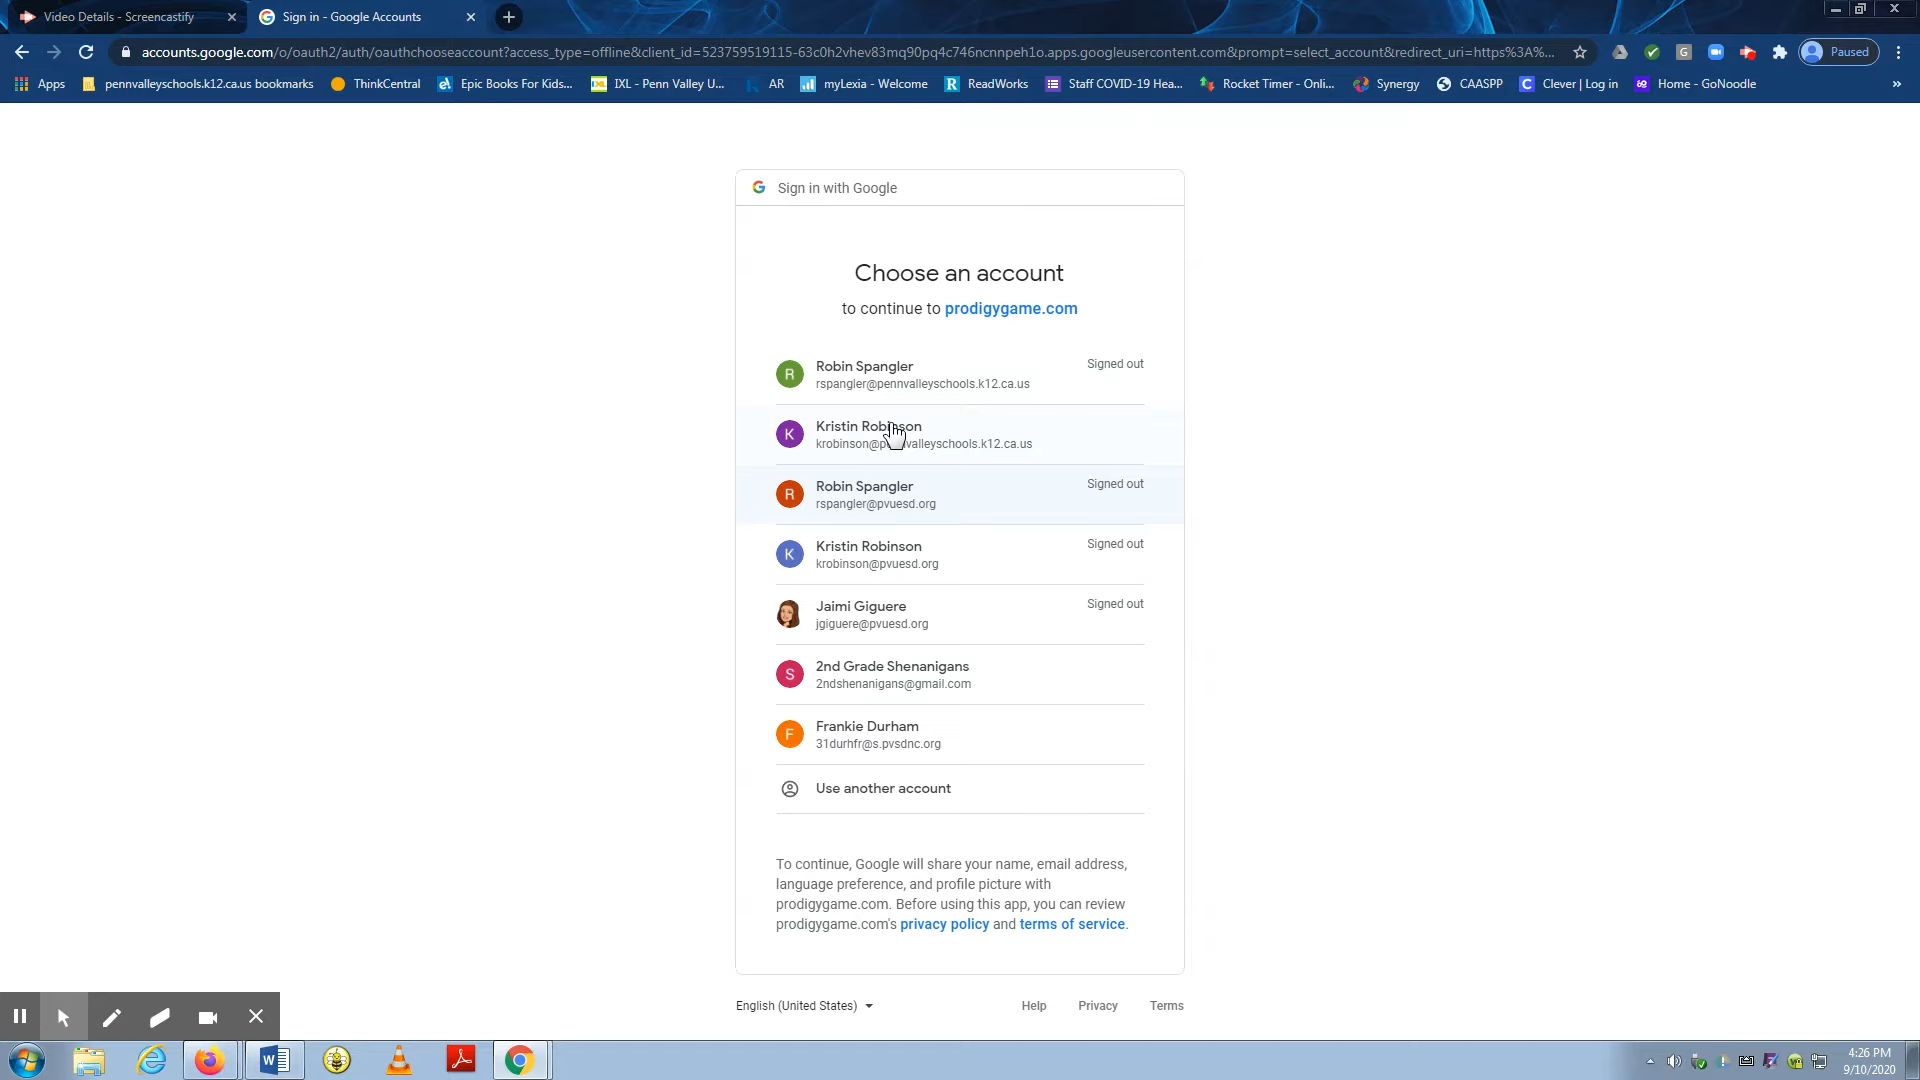 Video Details - Screencastify
Sign in - Google Accounts
accounts.google.com/o/oauth2/auth/oauthchooseaccount?access_type=offline&client_id=523759519115-63c0h2vhev83mq90pq4c746ncnnpeh1o.apps.googleusercontent.com&prompt=select_account&redirect_uri=https%3A%...
Paused
Apps
pennvalleyschools.k12.ca.us bookmarks
ThinkCentral
Epic Books For Kids...
IXL - Penn Valley U...
AR
myLexia - Welcome
ReadWorks
Staff COVID-19 Hea...
Rocket Timer - Onli...
Synergy
CAASPP
Clever | Log in
Home - GoNoodle
Sign in with Google
Choose an account
to continue to prodigygame.com
R
Robin Spangler
Signed out
rspangler@pennvalleyschools.k12.ca.us
K
Kristin Robinson
R
Robin Spangler
Signed out
rspangler@pvuesd.org
K
Kristin Robinson
Signed out
krobinson@pvuesd.org
Jaimi Giguere
Signed out
jgiguere@pvuesd.org
S
2nd Grade Shenanigans
2ndshenanigans@gmail.com
F
Frankie Durham
31durhfr@s.pvsdnc.org
Use another account
To continue, Google will share your name, email address,
language preference, and profile picture with
prodigygame.com. Before using this app, you can review
prodigygame.com's privacy policy and terms of service.
English (United States)
Help
Privacy
Terms
4:26 PM
9/10/2020